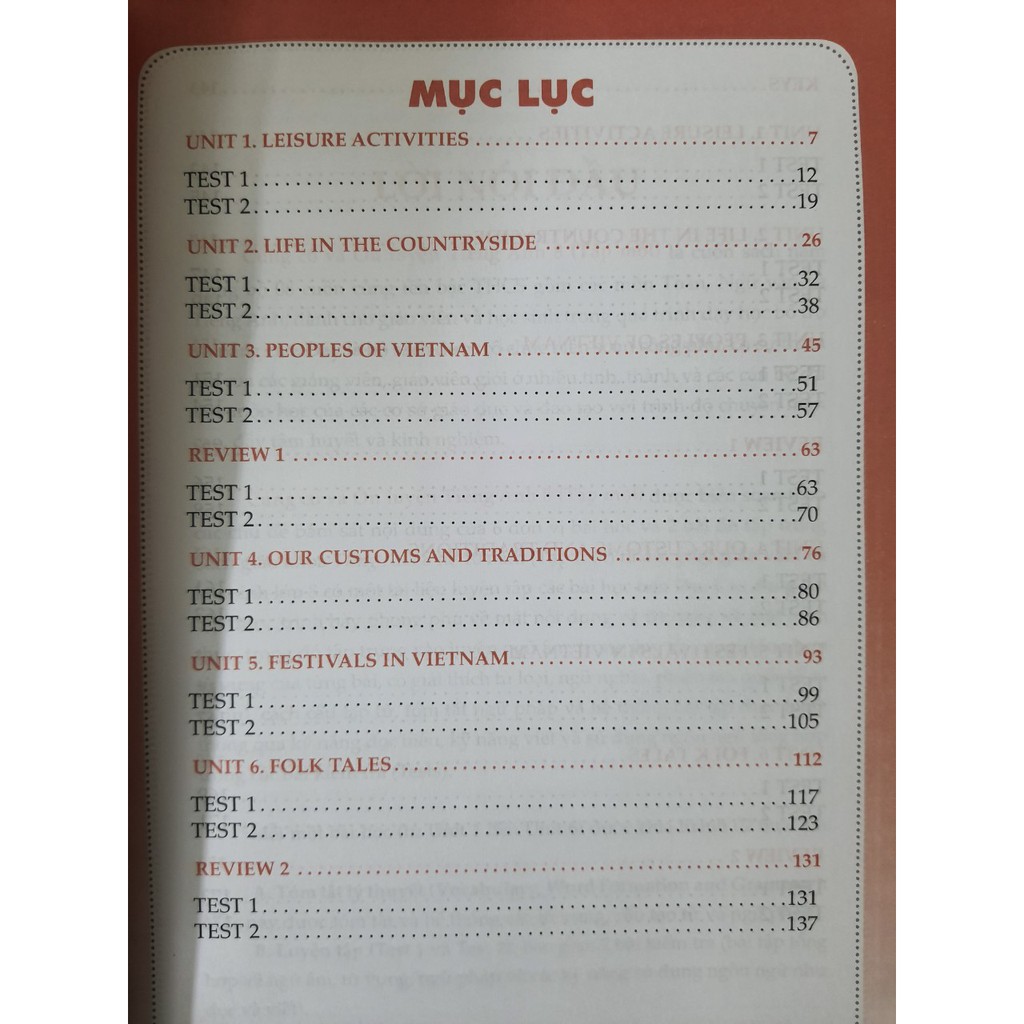 MỤC LỤC
UNIT 1. LEISURE ACTIVITIES ................................ 7
TEST 1 ................................ 12
TEST 2 ................................ 19
UNIT 2. LIFE IN THE COUNTRYSIDE ................................ 26
TEST 1 ................................ 32
TEST 2 ................................ 38
UNIT 3. PEOPLES OF VIETNAM ................................ 45
TEST 1 ................................ 51
TEST 2 ................................ 57
REVIEW 1 ................................ 63
TEST 1 ................................ 63
TEST 2 ................................ 70
UNIT 4. OUR CUSTOMS AND TRADITIONS ................................ 76
TEST 1 ................................ 80
TEST 2 ................................ 86
UNIT 5. FESTIVALS IN VIETNAM ................................ 93
TEST 1 ................................ 99
TEST 2 ................................ 105
UNIT 6. FOLK TALES ................................ 112
TEST 1 ................................ 117
TEST 2 ................................ 123
REVIEW 2 ................................ 131
TEST 1 ................................ 131
TEST 2 ................................ 137